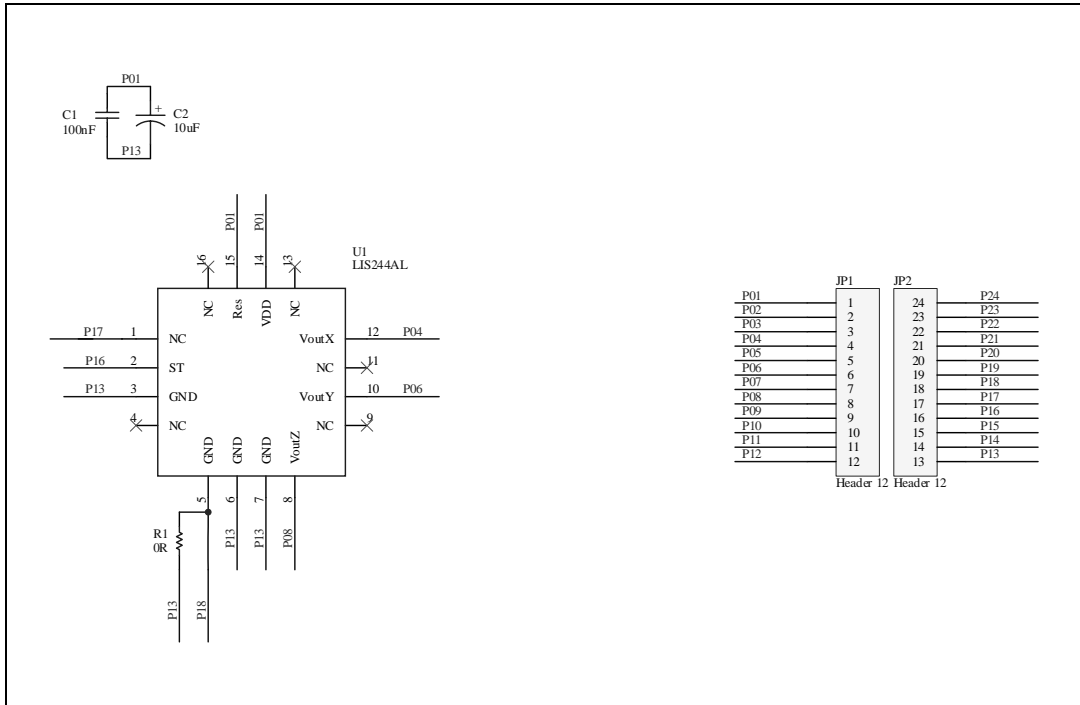 P01
C1
100nF
+
C2
10uF
P13
P01
P01
U1
LIS244AL
16
15
14
13
NC
Res
VDD
NC
P17
1
NC
VoutX
12
P04
P16
2
ST
NC
11
P13
3
GND
VoutY
10
P06
4
NC
NC
9
GND
GND
GND
VoutZ
5
6
7
8
R1
0R
P13
P13
P08
P13
P18
JP1
JP2
P01
1
24
P24
P02
2
23
P23
P03
3
22
P22
P04
4
21
P21
P05
5
20
P20
P06
6
19
P19
P07
7
18
P18
P08
8
17
P17
P09
9
16
P16
P10
10
15
P15
P11
11
14
P14
P12
12
13
P13
Header 12
Header 12